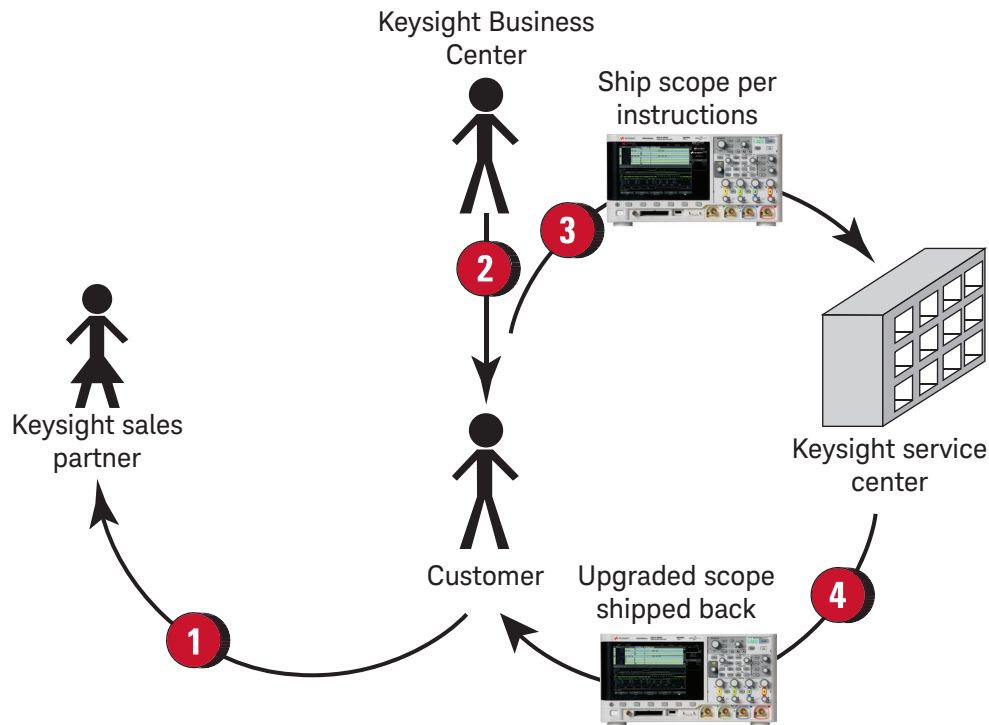 Keysight Business
Center
Ship scope per
instructions
3
2
Keysight sales
partner
Keysight service
center
Customer
Upgraded scope
shipped back
4
1